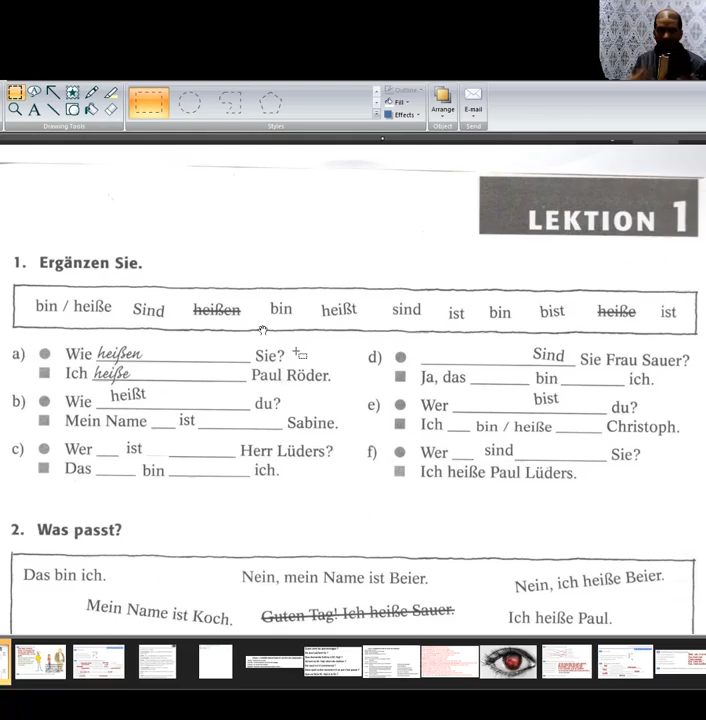 Outline
Fill
Effects
Arrange
E-mail
Drawing Tools
Styles
Object
Send
LEKTION 1
1. Ergänzen Sie.
bin / heiße Sind heißen bin heißt sind ist bin bist heiße ist
a) Wie heißen Sie?
Ich heiße Paul Röder.
b) Wie heißt du?
Mein Name ist Sabine.
c) Wer ist Herr Lüders?
Das bin ich.
d) Sind Sie Frau Sauer?
Ja, das bin ich.
e) Wer bist du?
Ich bin / heiße Christoph.
f) Wer sind Sie?
Ich heiße Paul Lüders.
2. Was passt?
Das bin ich. Nein, mein Name ist Beier. Nein, ich heiße Beier.
Mein Name ist Koch. Guten Tag! Ich heiße Sauer. Ich heiße Paul.